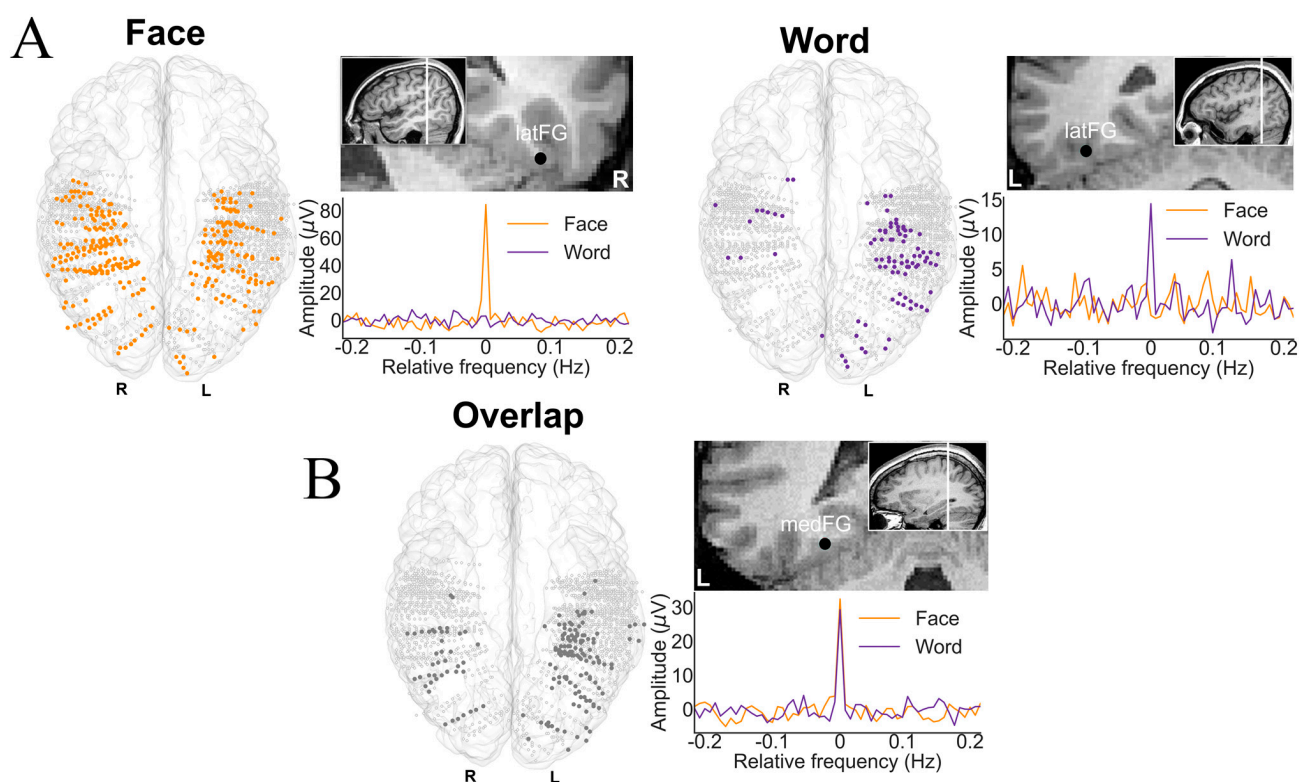 A
Face
latFG
R
Amplitude (µV)
80
60
40
20
0
Face
Word
-0.2
-0.1
0
0.1
0.2
Relative frequency (Hz)
R
L
Word
latFG
L
Amplitude (µV)
15
10
5
0
Face
Word
-0.2
-0.1
0
0.1
0.2
Relative frequency (Hz)
R
L
B
Overlap
medFG
L
Amplitude (µV)
30
20
10
0
Face
Word
-0.2
-0.1
0
0.1
0.2
Relative frequency (Hz)
R
L